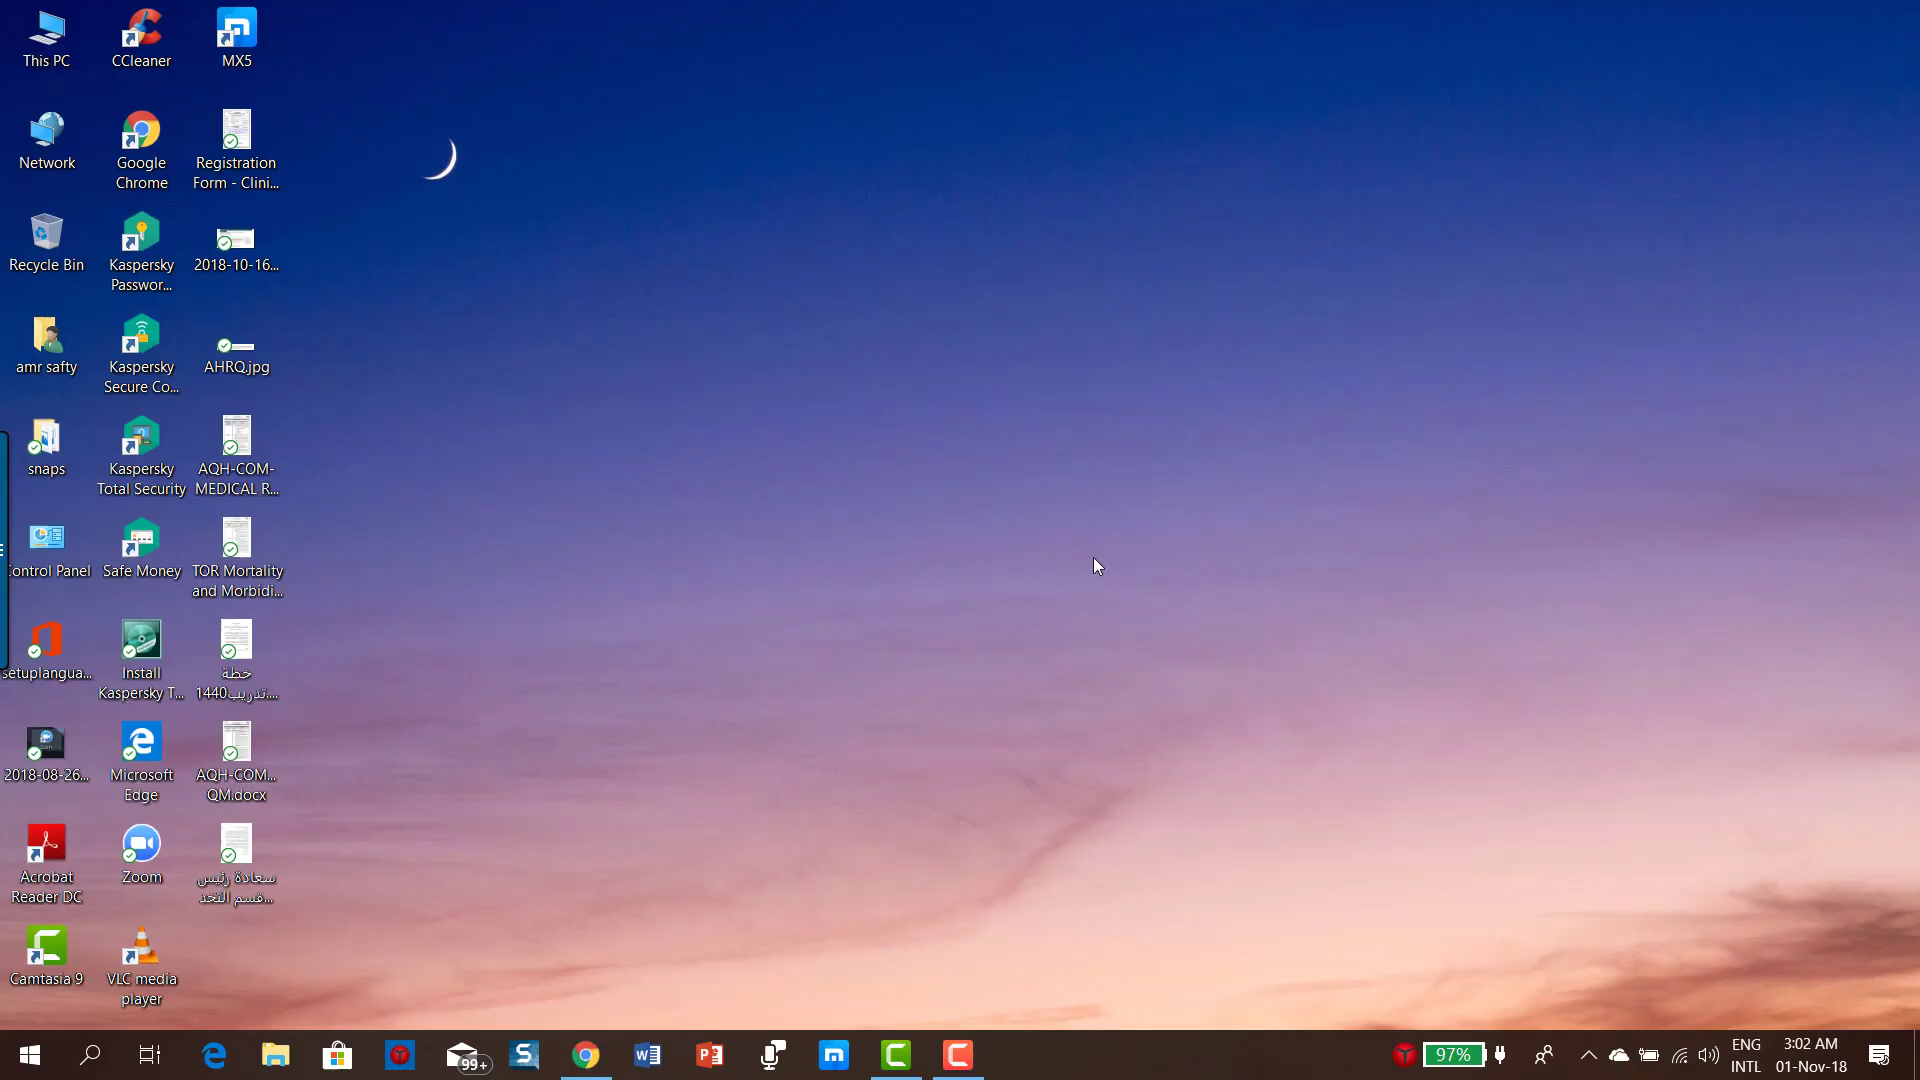 This PC
Network
Recycle Bin
amr safty
snaps
ontrol Panel
setuplangua...
2018-08-26...
Acrobat
Reader DC
Camtasia 9
CCleaner
Google
Chrome
Kaspersky
Passwor...
Kaspersky
Secure Co...
Kaspersky
Total Security
Safe Money
Install
Kaspersky T...
Microsoft
Edge
Zoom
VLC media
player
MX5
Registration
Form - Clini...
2018-10-16...
AHRQ.jpg
AQH-COM-
MEDICAL R...
TOR Mortality
and Morbidi...
خطة
تدريب1440...
AQH-COM...
QM.docx
سعادة رئيس
قسم التخد...
99+
97%
ENG
INTL
3:02 AM
01-Nov-18